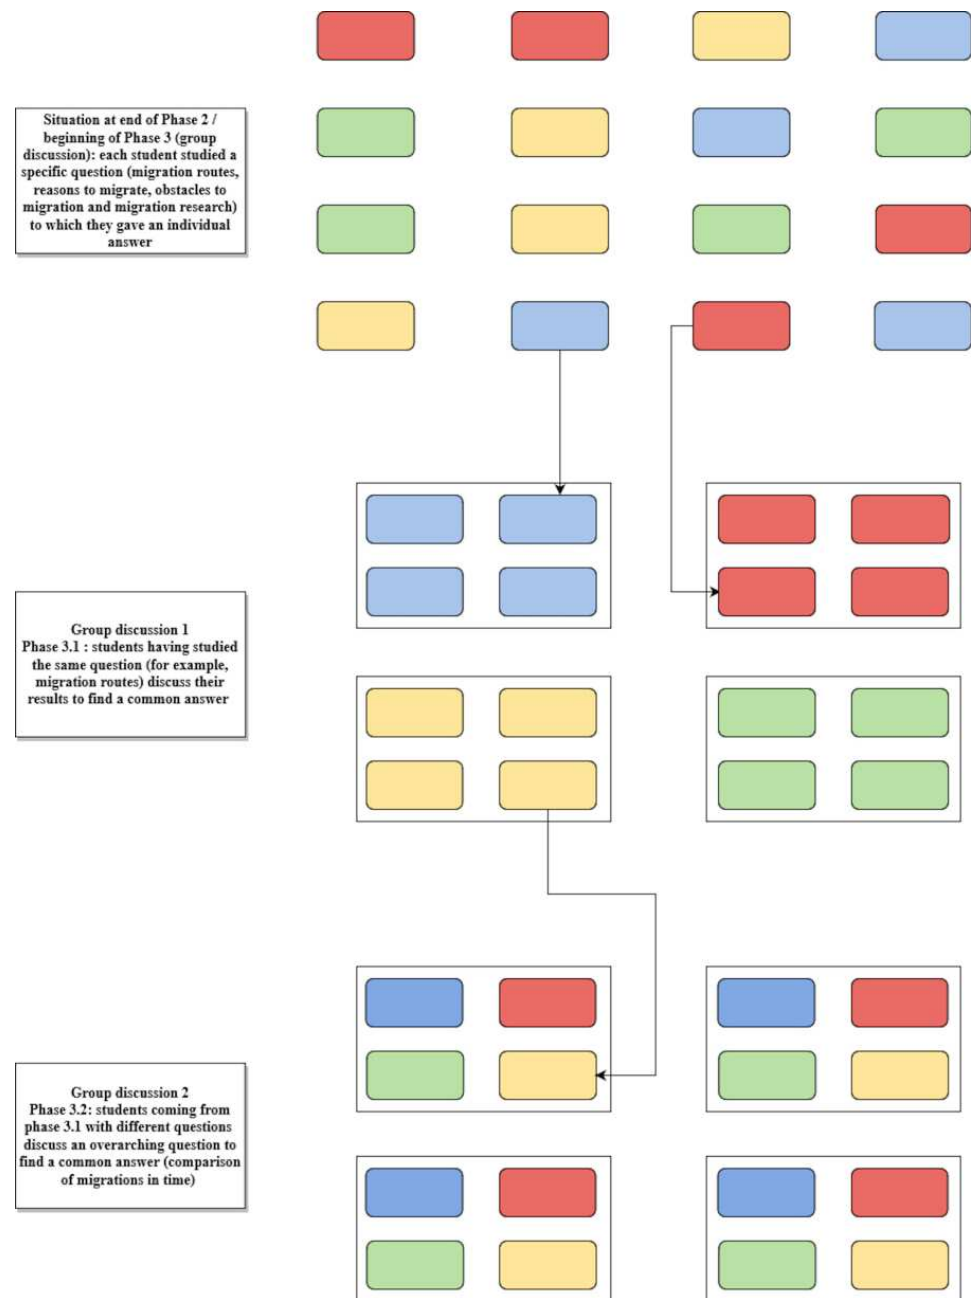 Situation at end of Phase 2 /
beginning of Phase 3 (group
discussion): each student studied a
specific question (migration routes,
reasons to migrate, obstacles to
migration and migration research)
to which they gave an individual
answer
Group discussion 1
Phase 3.1 : students having studied
the same question (for example,
migration routes) discuss their
results to find a common answer
Group discussion 2
Phase 3.2: students coming from
phase 3.1 with different questions
discuss an overarching question to
find a common answer (comparison
of migrations in time)